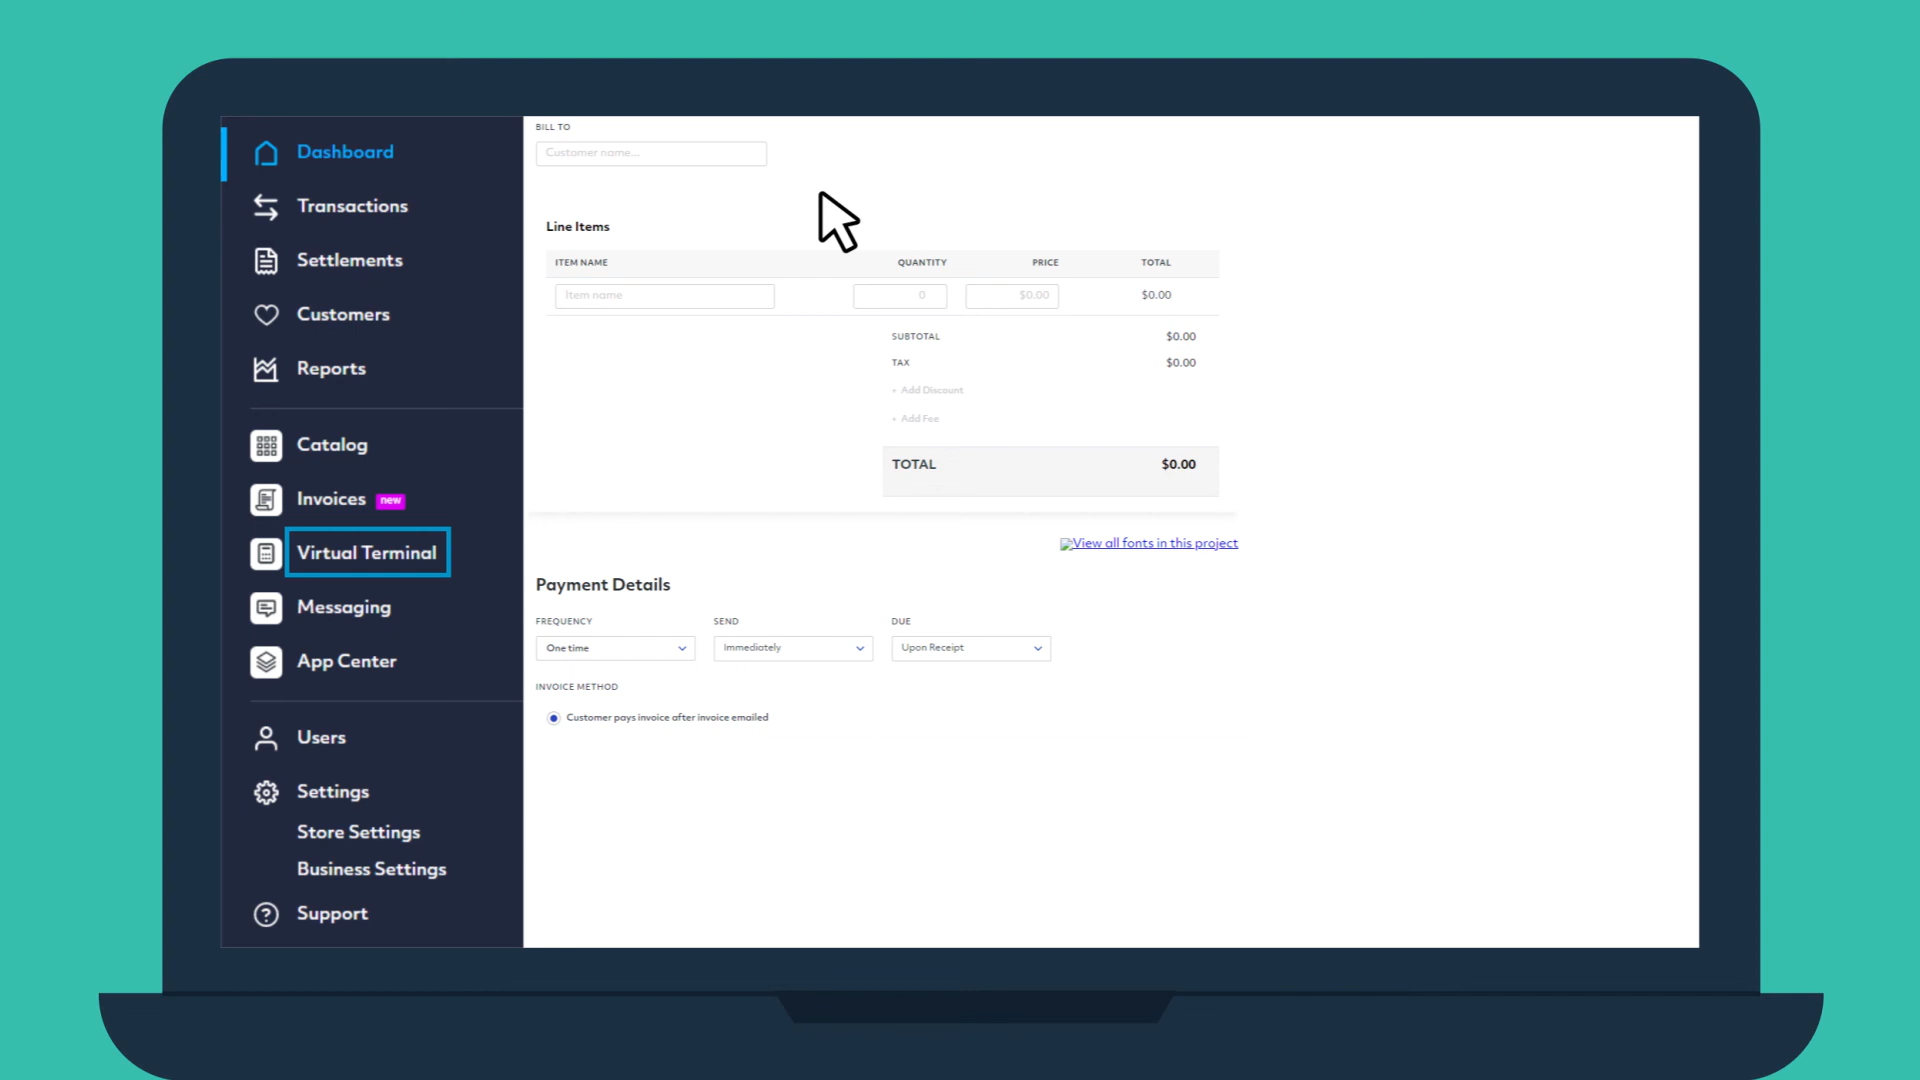 Dashboard
Transactions
Settlements
Customers
Reports
Catalog
Invoices new
Virtual Terminal
Messaging
App Center
Users
Settings
Store Settings
Business Settings
Support
BILL TO
Customer name...
Line Items
ITEM NAME QUANTITY PRICE TOTAL
Item name 0 $0.00 $0.00
SUBTOTAL $0.00
TAX $0.00
+ Add Discount
+ Add Fee
TOTAL $0.00
View all fonts in this project
Payment Details
FREQUENCY SEND DUE
One time Immediately Upon Receipt
INVOICE METHOD
Customer pays invoice after invoice emailed